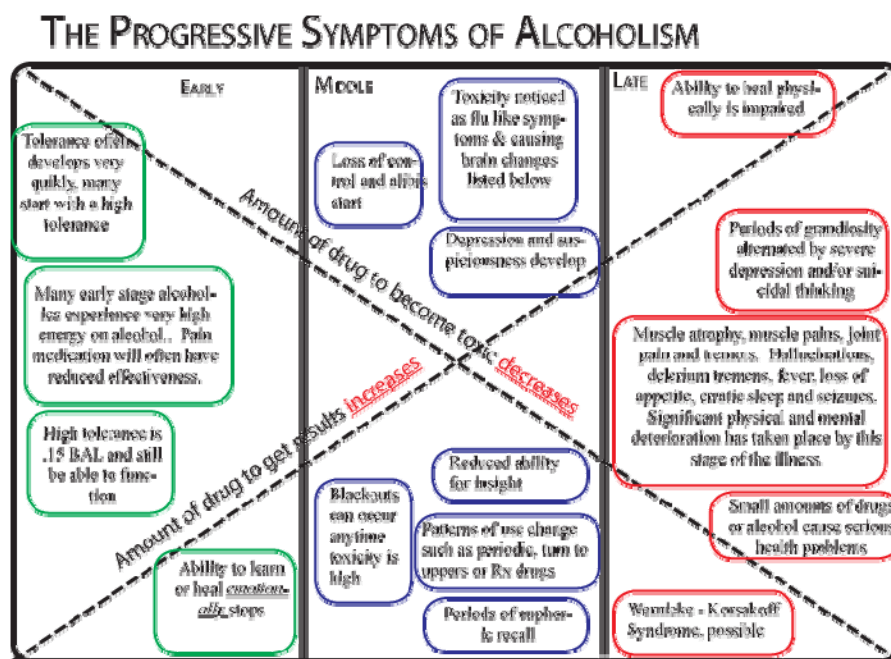 THE PROGRESSIVE SYMPTOMS OF ALCOHOLISM
EARLY
Tolerance often
develops very
quikly, many
start with a high
tolerance
Many early stage alcohol-
ics experience very high
energy on alcohol. Pain
medication will often have
reduced effectiveness.
High tolerance is
.15 BAL and still
be able to func-
tion
Ability to learn
or heal emotion-
ally stops
Amount of drug to become toxic decreases
Amount of drug to get results increases
MIDDLE
Loss of con-
trol and alibis
start
Toxicity noticed
as flu like symp-
toms & causing
brain changes
listed below
Depression and sus-
piciousness develop
Reduced ability
for insight
Blackouts
can occur
anytime
toxicity is
high
Patterns of use change
such as periodic, turn to
uppers or Rx drugs
Periods of euphor-
ic recall
LATE
Ability to heal physi-
cally is impaired
Periods of grandiosity
alternated by severe
depression and/or sui-
cidal thinking
Muscle atrophy, muscle pains, joint
pain and tremors. Hallucinations,
delerium tremens, fever, loss of
appetite, erratic sleep and seizures.
Significant physical and mental
deterioration has taken place by this
stage of the illness.
Small amounts of drugs
or alcohol cause serious
health problems
Wernicke - Korsakoff
Syndrome, possible